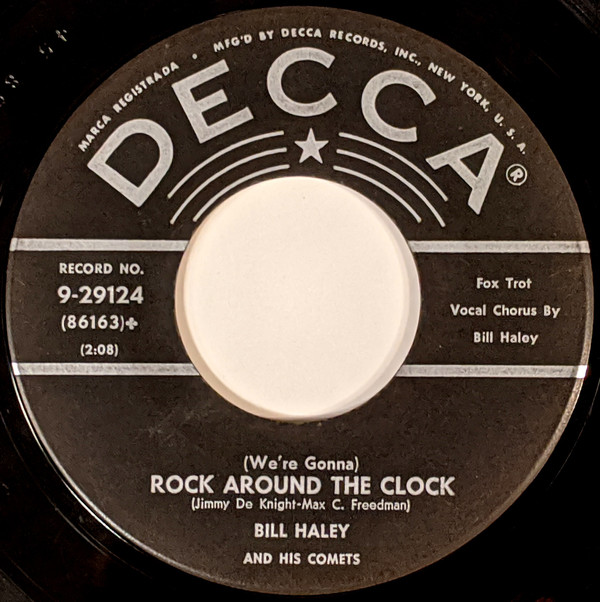 MARCA REGISTRADA • MFG'D BY DECCA RECORDS, INC., NEW YORK, U. S. A.
DECCA®
RECORD NO.
9-29124
(86163)✤
(2:08)
Fox Trot
Vocal Chorus By
Bill Haley
(We're Gonna)
ROCK AROUND THE CLOCK
(Jimmy De Knight-Max C. Freedman)
BILL HALEY
AND HIS COMETS